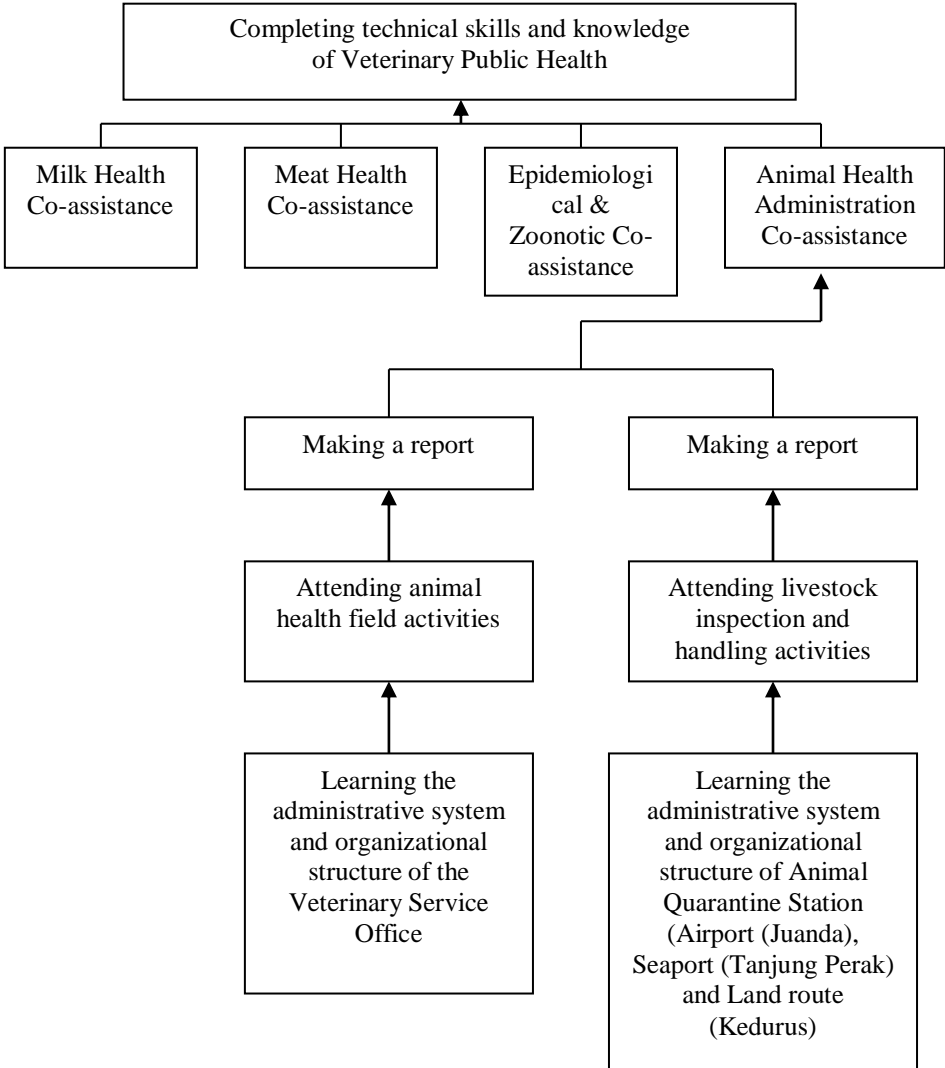 Completing technical skills and knowledge
of Veterinary Public Health
Milk Health
Co-assistance
Meat Health
Co-assistance
Epidemiologi
cal &
Zoonotic Co-
assistance
Animal Health
Administration
Co-assistance
Making a report
Making a report
Attending animal
health field activities
Attending livestock
inspection and
handling activities
Learning the
administrative system
and organizational
structure of the
Veterinary Service
Office
Learning the
administrative system
and organizational
structure of Animal
Quarantine Station
(Airport (Juanda),
Seaport (Tanjung Perak)
and Land route
(Kedurus)